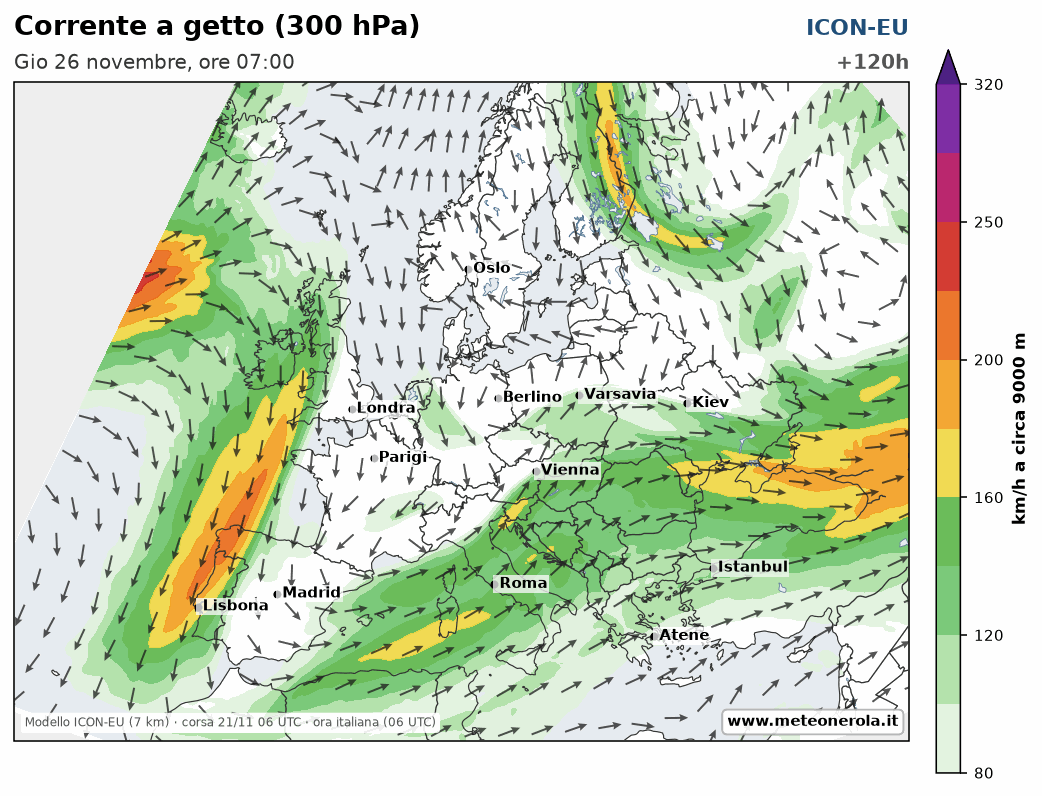 Corrente a getto (300 hPa)
ICON-EU
Gio 26 novembre, ore 07:00
+120h
320
250
200
160
120
80
km/h a circa 9000 m
Oslo
Londra
Berlino
Varsavia
Kiev
Parigi
Vienna
Roma
Istanbul
Madrid
Lisbona
Atene
Modello ICON-EU (7 km) · corsa 21/11 06 UTC · ora italiana (06 UTC)
www.meteonerola.it